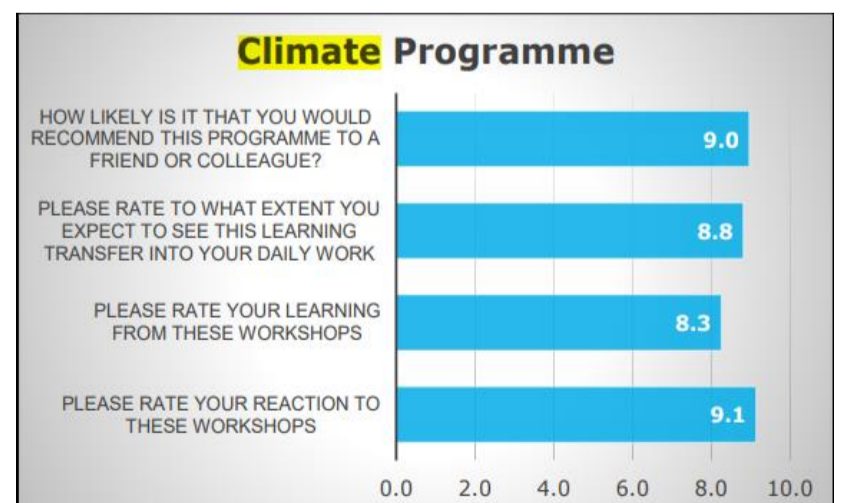 Climate Programme
HOW LIKELY IS IT THAT YOU WOULD
RECOMMEND THIS PROGRAMME TO A
FRIEND OR COLLEAGUE?
9.0
PLEASE RATE TO WHAT EXTENT YOU
EXPECT TO SEE THIS LEARNING
TRANSFER INTO YOUR DAILY WORK
8.8
PLEASE RATE YOUR LEARNING
FROM THESE WORKSHOPS
8.3
PLEASE RATE YOUR REACTION TO
THESE WORKSHOPS
9.1
0.0 2.0 4.0 6.0 8.0 10.0